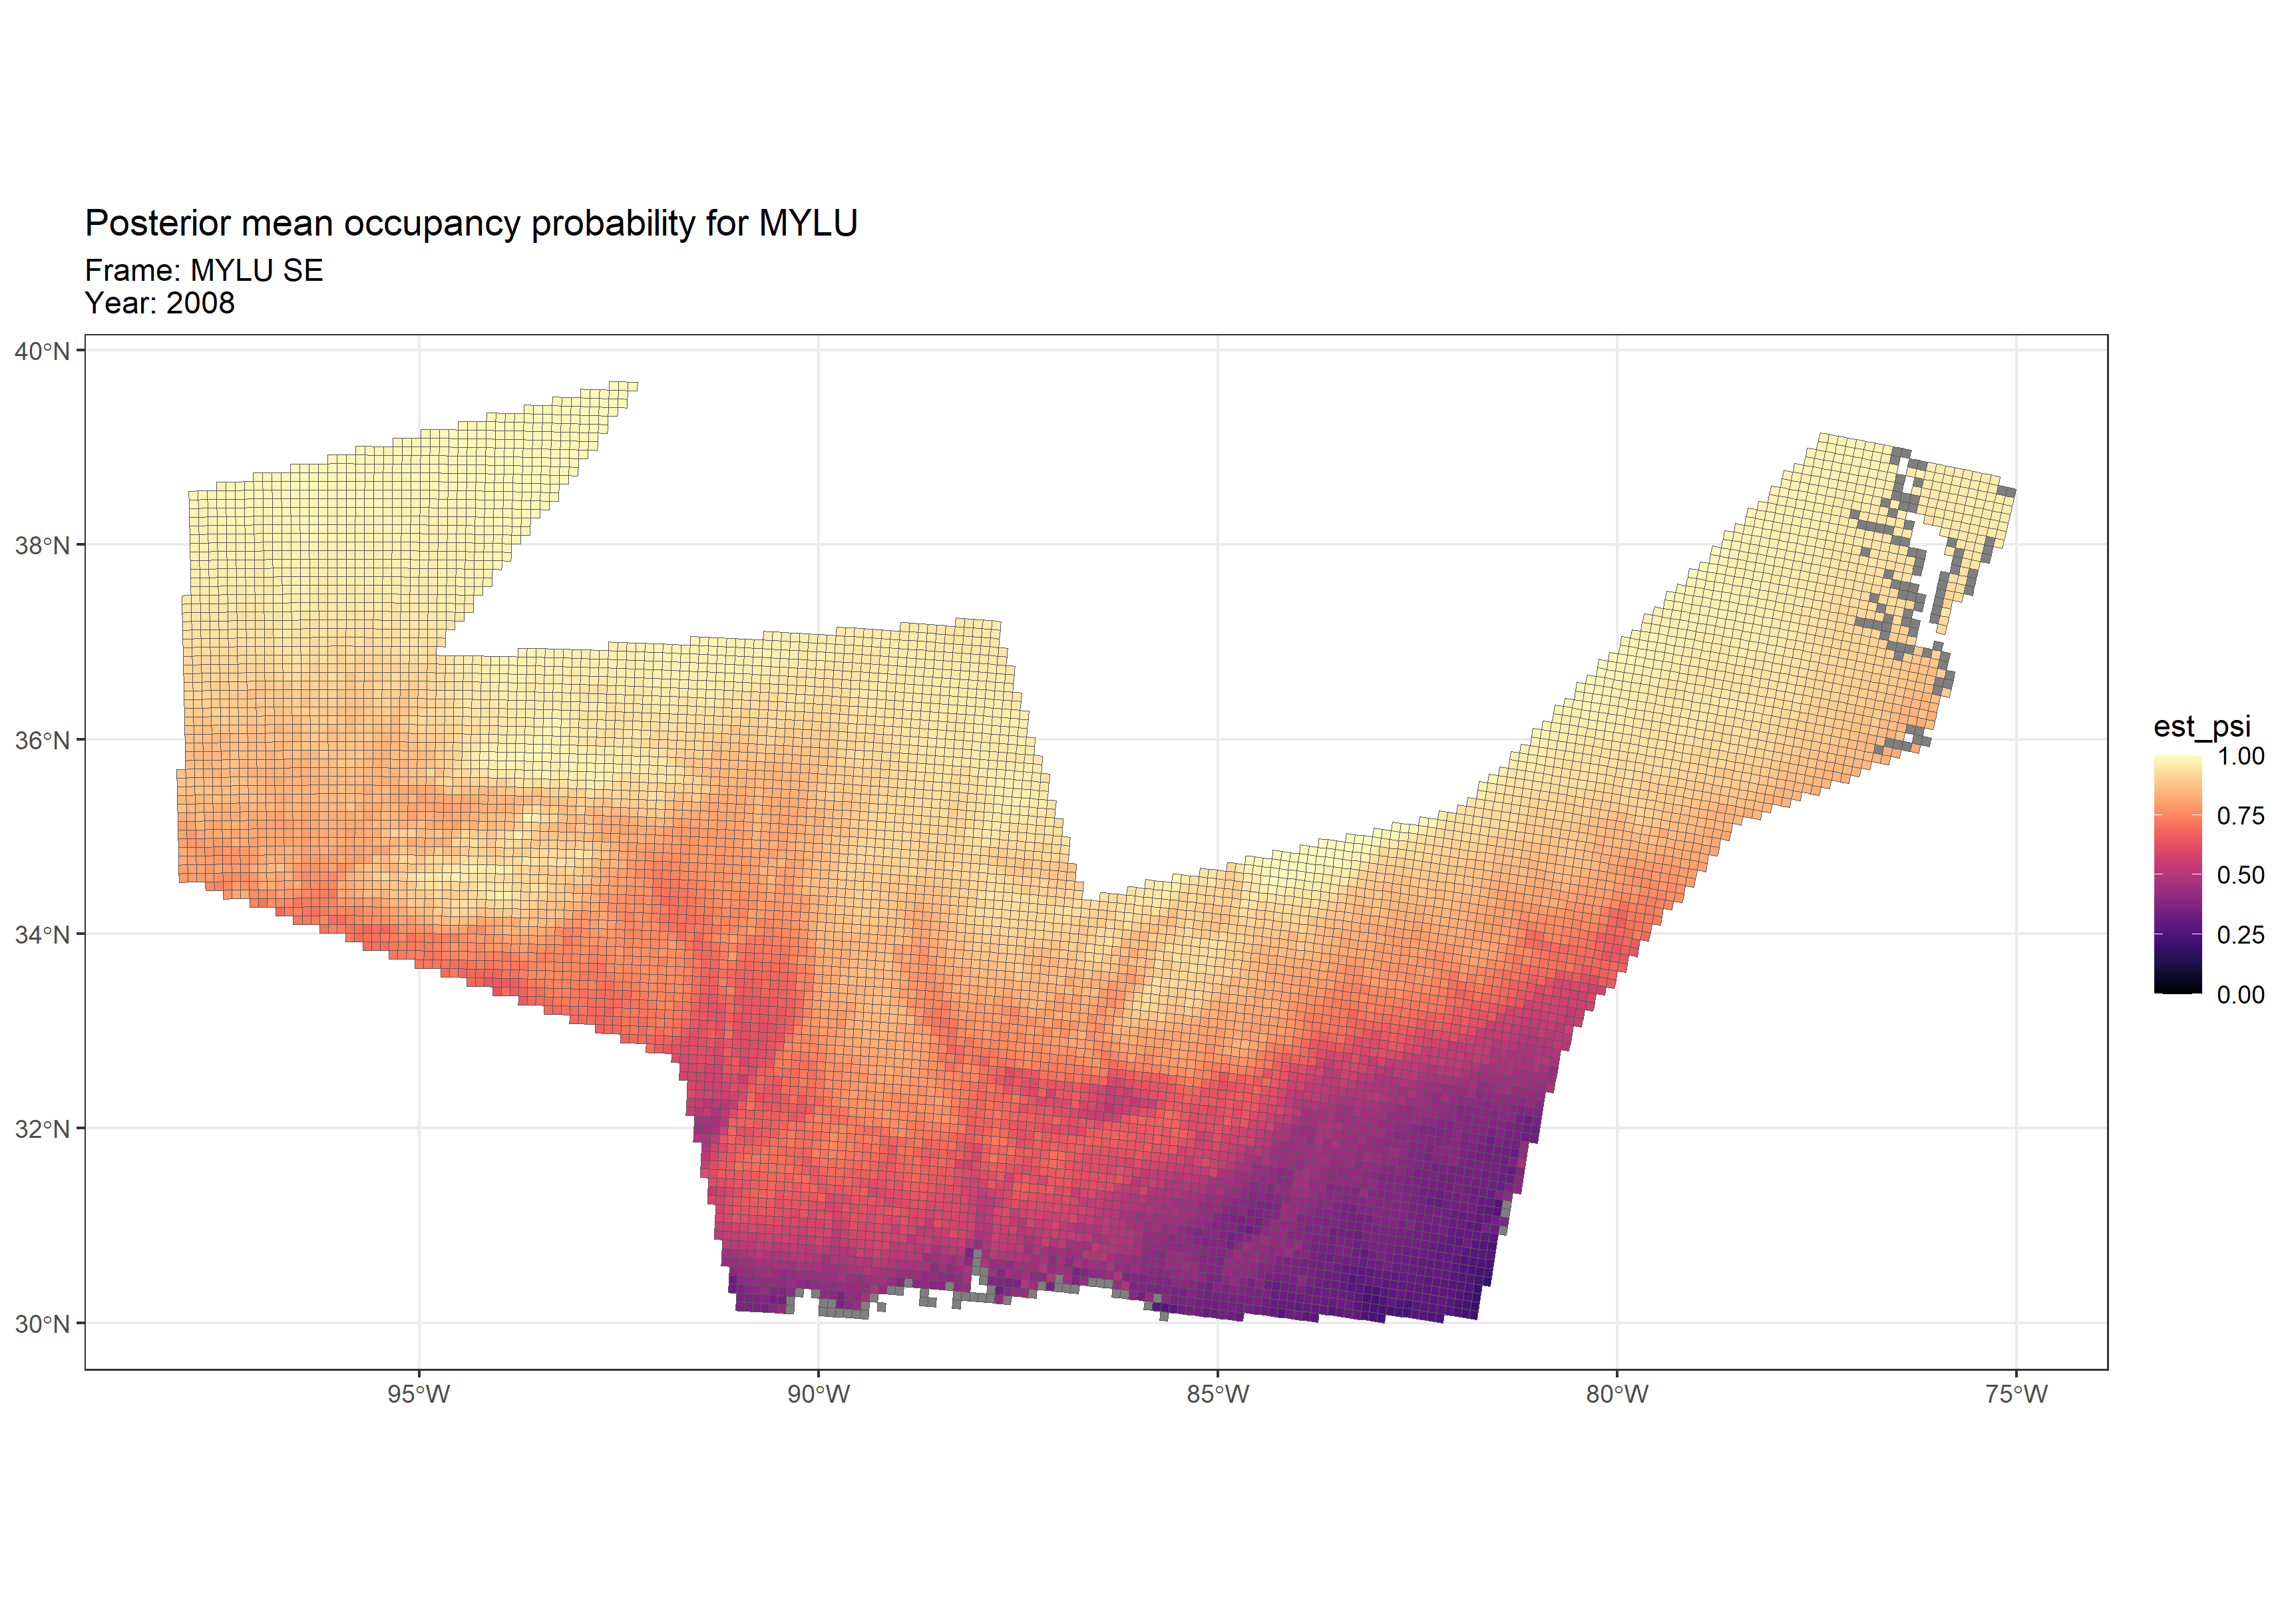 Posterior mean occupancy probability for MYLU
Frame: MYLU SE
Year: 2008
40°N
38°N
36°N
34°N
32°N
30°N
95°W
90°W
85°W
80°W
75°W
est_psi
1.00
0.75
0.50
0.25
0.00